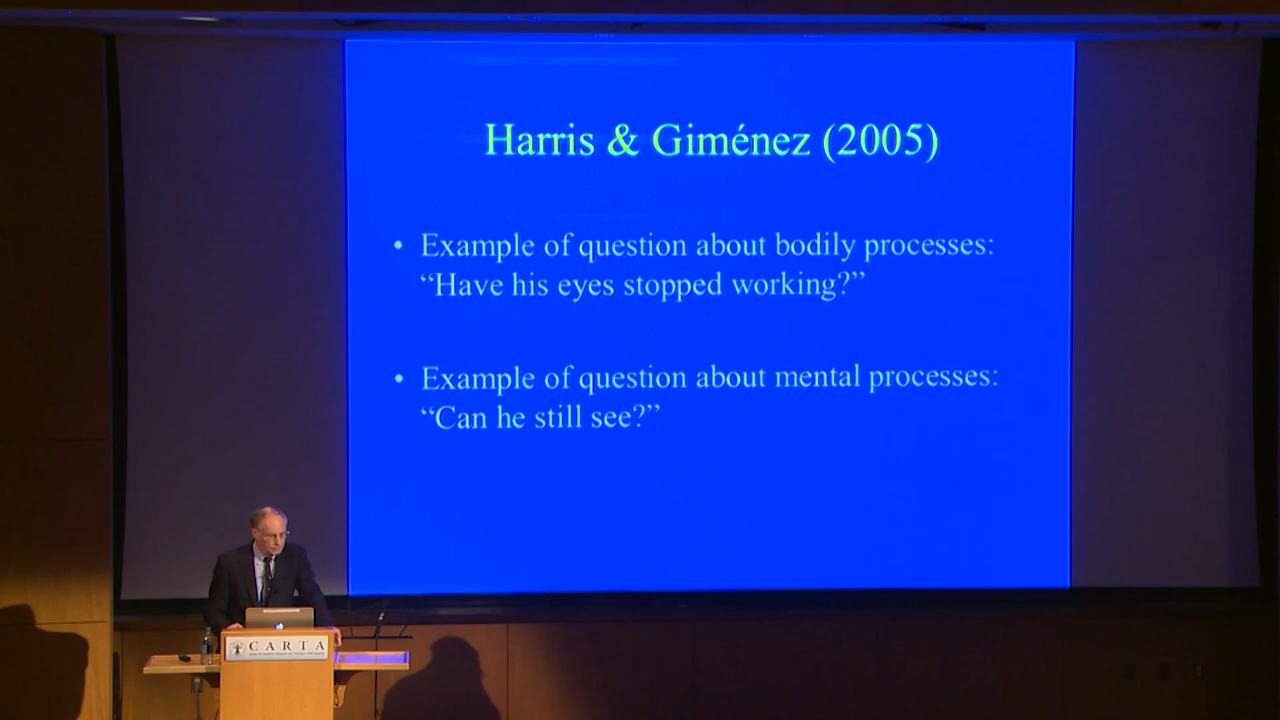 Harris & Giménez (2005)
• Example of question about bodily processes:
“Have his eyes stopped working?”
• Example of question about mental processes:
“Can he still see?”
CARTA